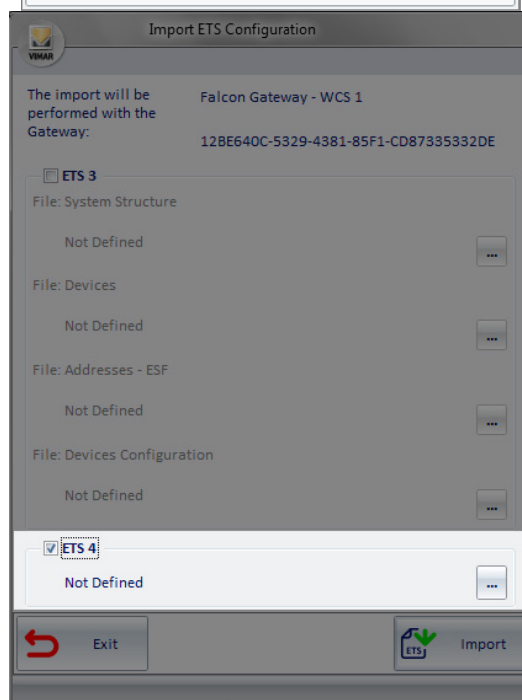 Import ETS Configuration
VIMAR
The import will be
performed with the
Gateway:
Falcon Gateway - WCS 1
12BE640C-5329-4381-85F1-CD87335332DE
ETS 3
File: System Structure
Not Defined
...
File: Devices
Not Defined
...
File: Addresses - ESF
Not Defined
...
File: Devices Configuration
Not Defined
...
ETS 4
Not Defined
...
Exit
ETS
Import